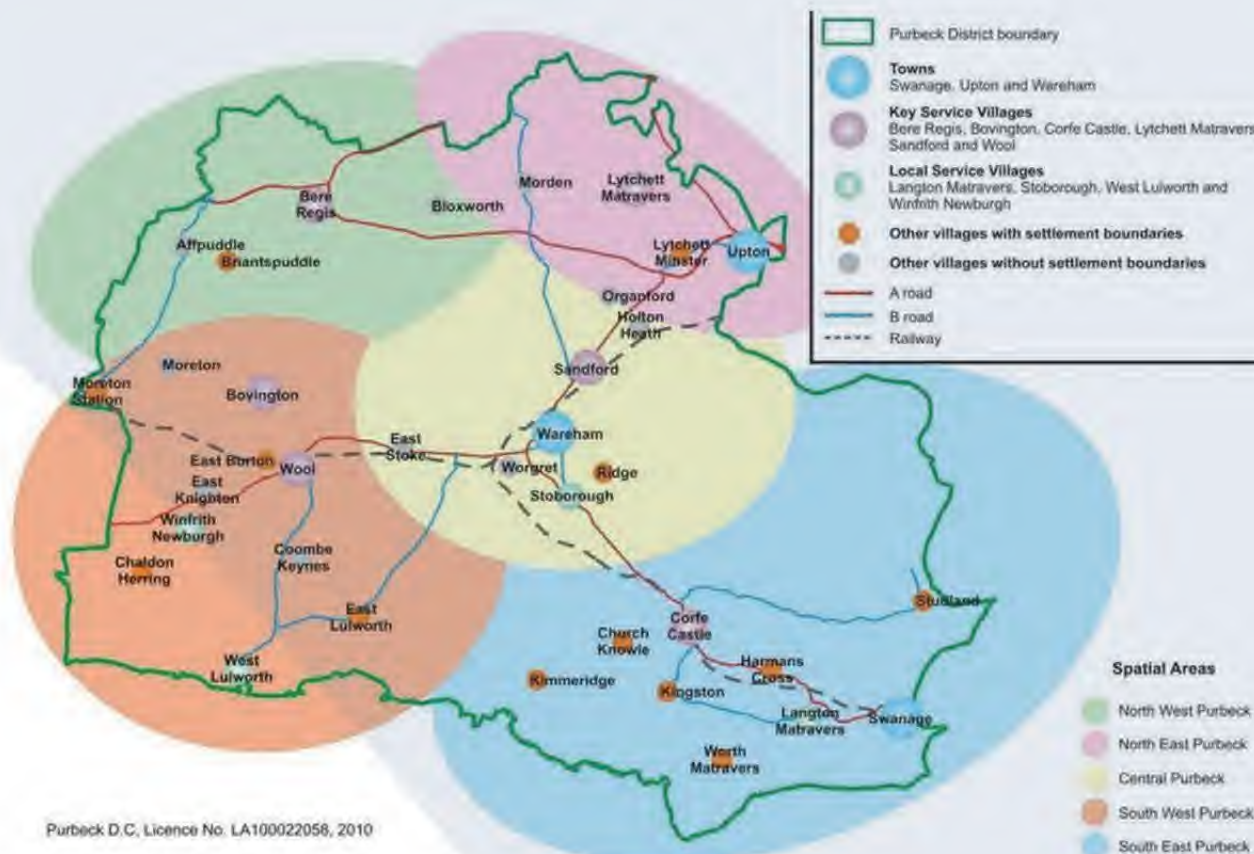 Purbeck District boundary
Towns
Swanage, Upton and Wareham
Key Service Villages
Bere Regis, Bovington, Corfe Castle, Lytchett Matravers
Sandford and Wool
Local Service Villages
Langton Matravers, Stoborough, West Lulworth and
Winfrith Newburgh
Other villages with settlement boundaries
Other villages without settlement boundaries
A road
B road
Railway
Morden
Lytchett
Matravers
Bere
Regis
Bloxworth
Affpuddle
Briantspuddle
Lytchett
Minster
Upton
Organford
Holton
Heath
Moreton
Moreton
Station
Bovington
Sandford
East
Stoke
Wareham
East Burton
Wool
Worgret
Ridge
East
Knighton
Stoborough
Winfrith
Newburgh
Chaldon
Herring
Coombe
Keynes
East
Lulworth
West
Lulworth
Studland
Corfe
Castle
Church
Knowle
Harmans
Cross
Kimmeridge
Kingston
Langton
Matravers
Swanage
Worth
Matravers
Spatial Areas
North West Purbeck
North East Purbeck
Central Purbeck
South West Purbeck
South East Purbeck
Purbeck D.C, Licence No. LA100022058, 2010